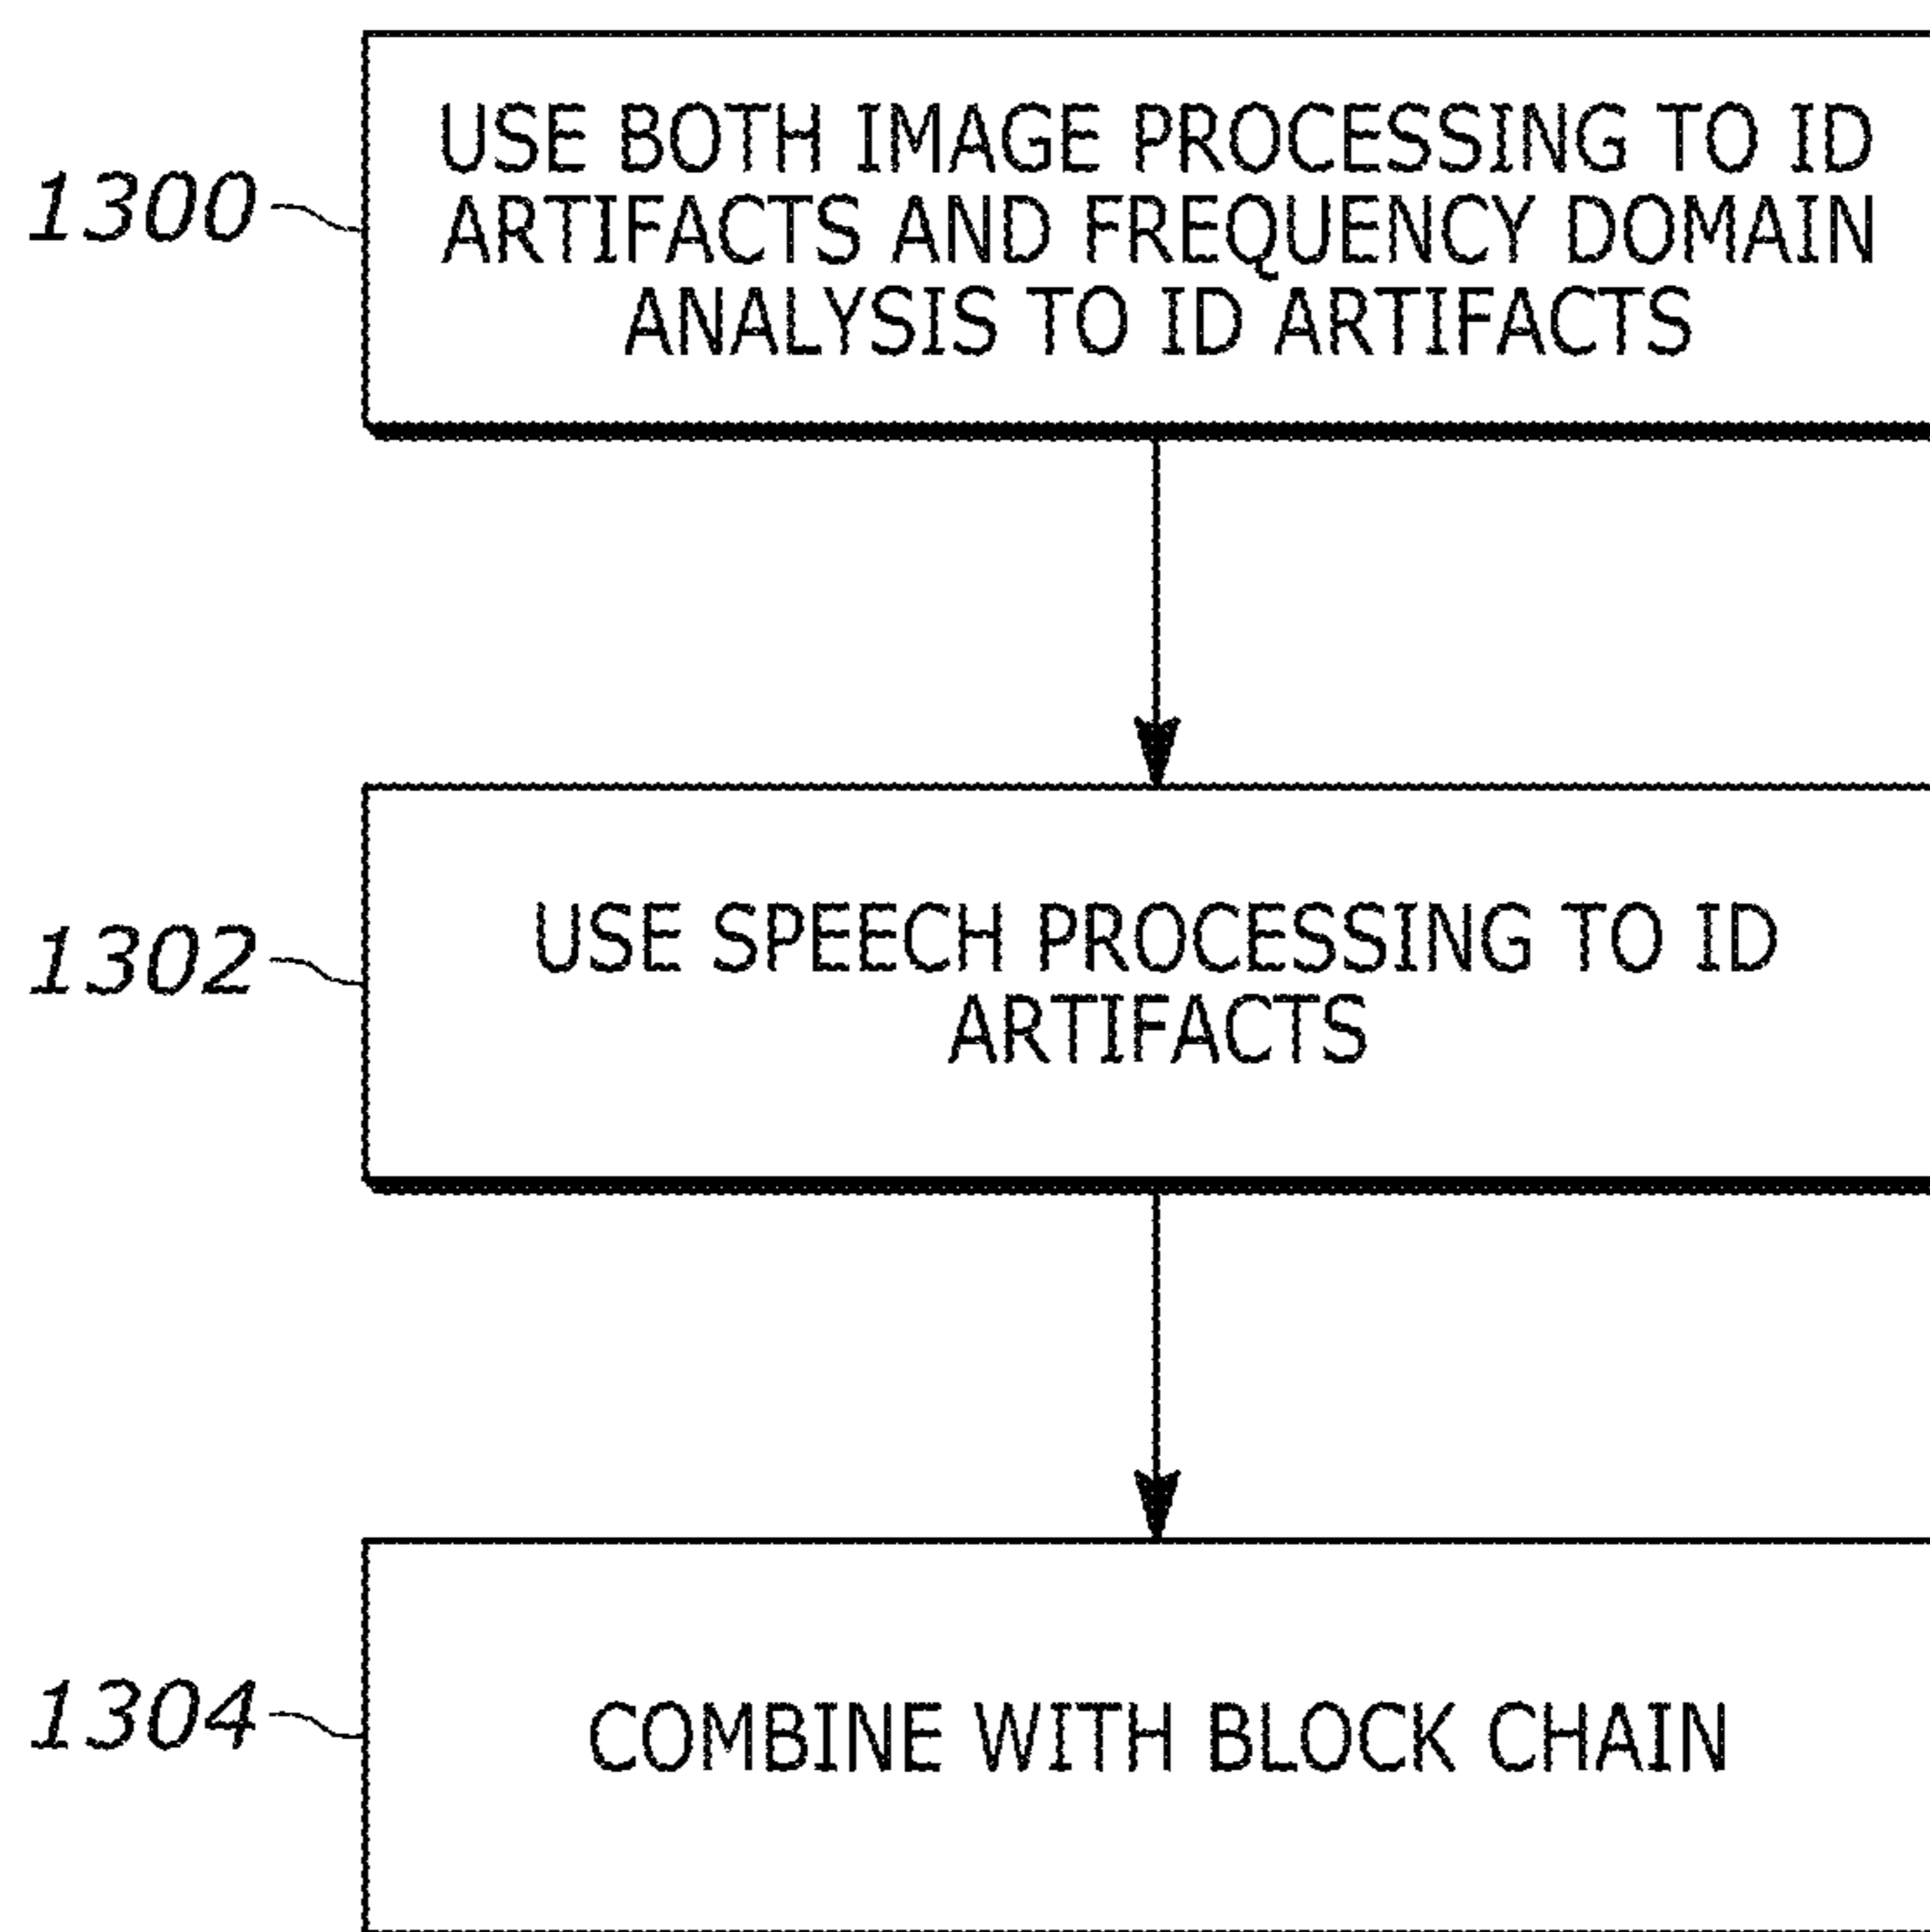 1300
USE BOTH IMAGE PROCESSING TO ID
ARTIFACTS AND FREQUENCY DOMAIN
ANALYSIS TO ID ARTIFACTS
1302
USE SPEECH PROCESSING TO ID
ARTIFACTS
1304
COMBINE WITH BLOCK CHAIN